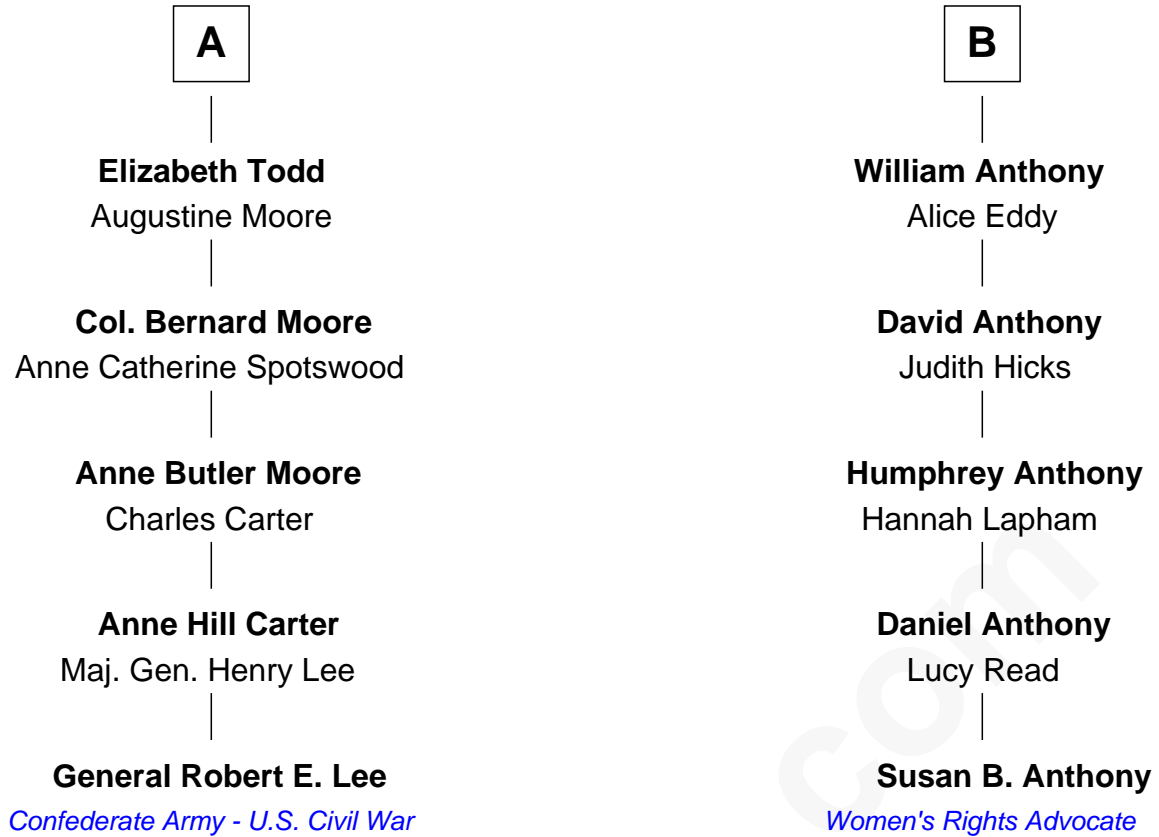 A
Elizabeth Todd
Augustine Moore
Col. Bernard Moore
Anne Catherine Spotswood
Anne Butler Moore
Charles Carter
Anne Hill Carter
Maj. Gen. Henry Lee
General Robert E. Lee
Confederate Army - U.S. Civil War
B
William Anthony
Alice Eddy
David Anthony
Judith Hicks
Humphrey Anthony
Hannah Lapham
Daniel Anthony
Lucy Read
Susan B. Anthony
Women's Rights Advocate
com